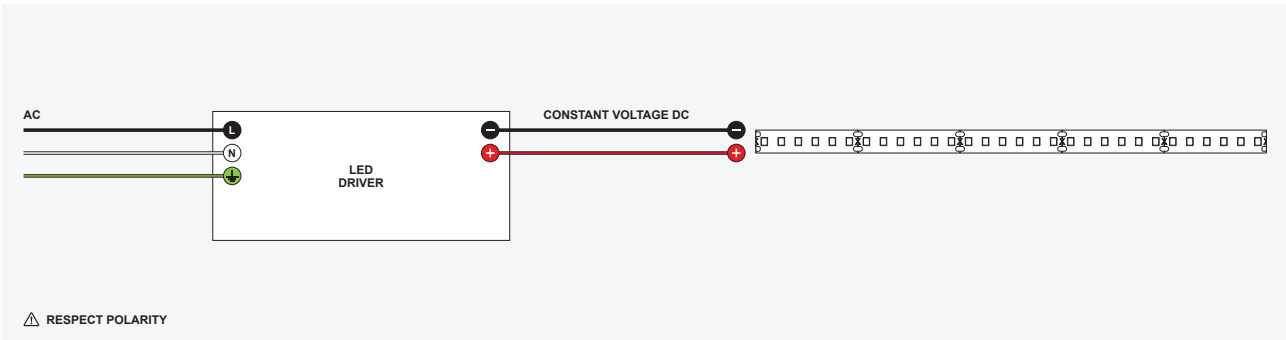 AC
CONSTANT VOLTAGE DC
L
−
−
N
+
+
LED
DRIVER
RESPECT POLARITY